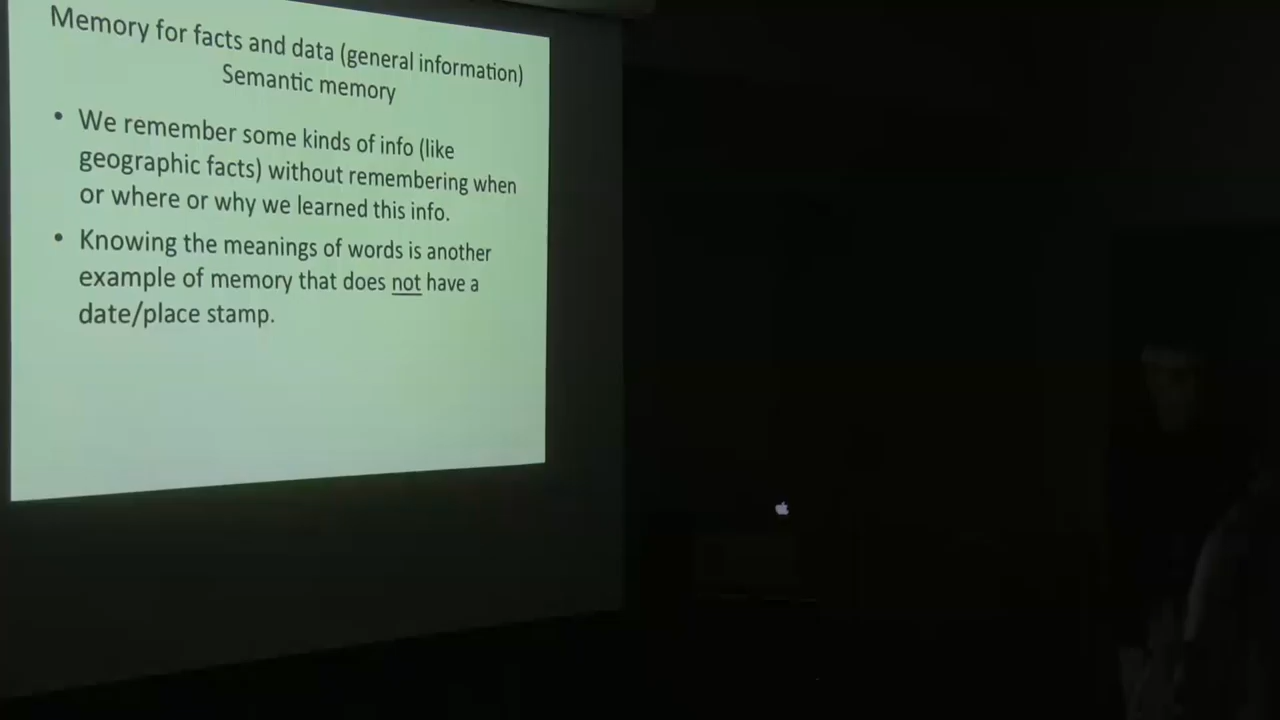 Memory for facts and data (general information)
Semantic memory
• We remember some kinds of info (like
geographic facts) without remembering when
or where or why we learned this info.
• Knowing the meanings of words is another
example of memory that does not have a
date/place stamp.